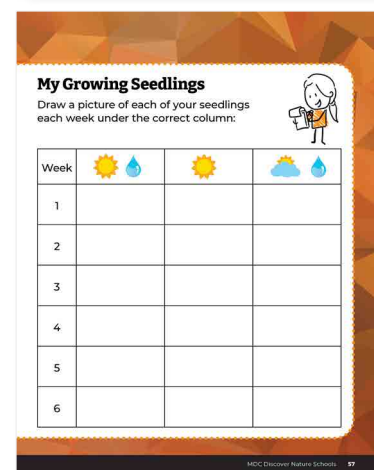 My Growing Seedlings
Draw a picture of each of your seedlings
each week under the correct column:
Week
1
2
3
4
5
6
MDC Discover Nature Schools 57